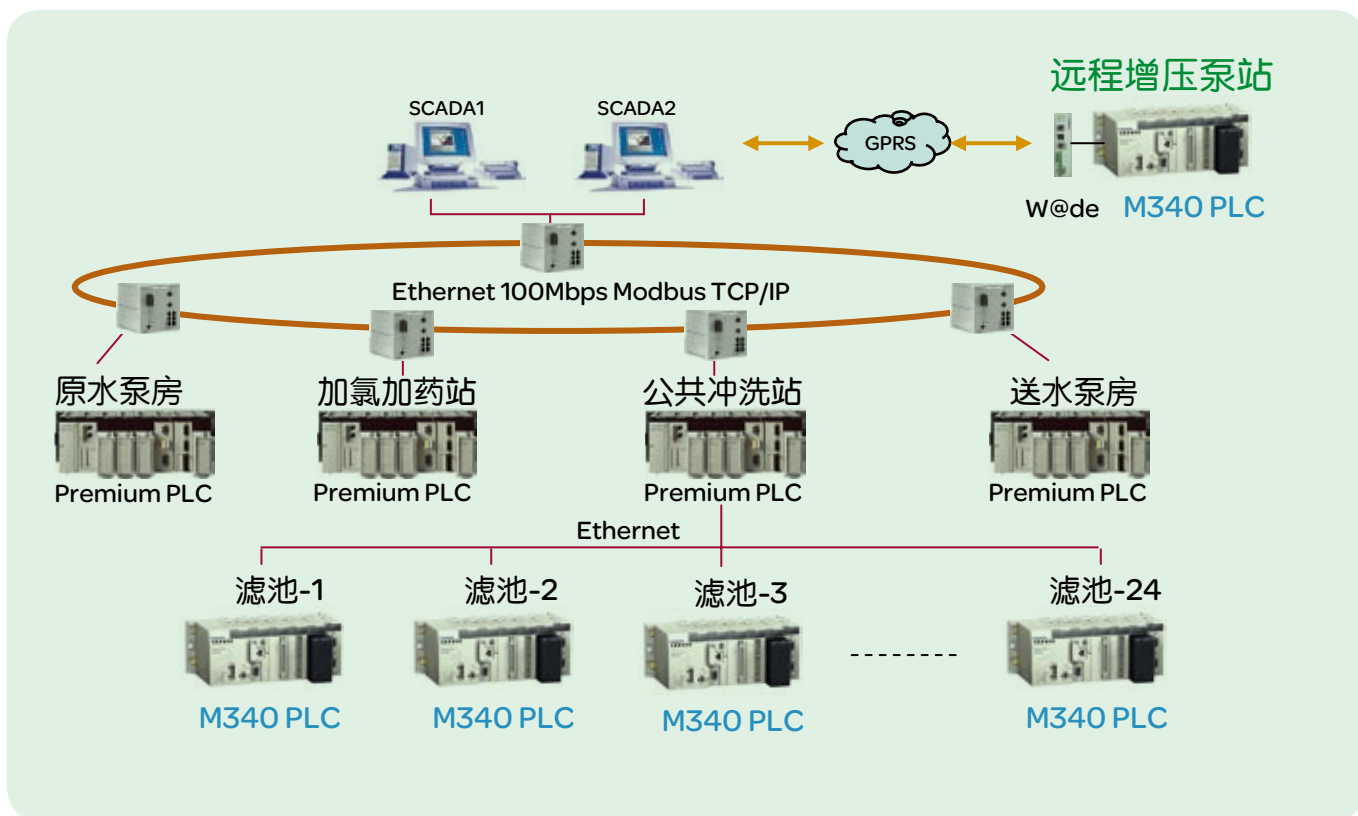 远程增压泵站
SCADA1
SCADA2
GPRS
W@de
M340 PLC
Ethernet 100Mbps Modbus TCP/IP
原水泵房
加氯加药站
公共冲洗站
送水泵房
Premium PLC
Premium PLC
Premium PLC
Premium PLC
Ethernet
滤池-1
滤池-2
滤池-3
滤池-24
M340 PLC
M340 PLC
M340 PLC
M340 PLC